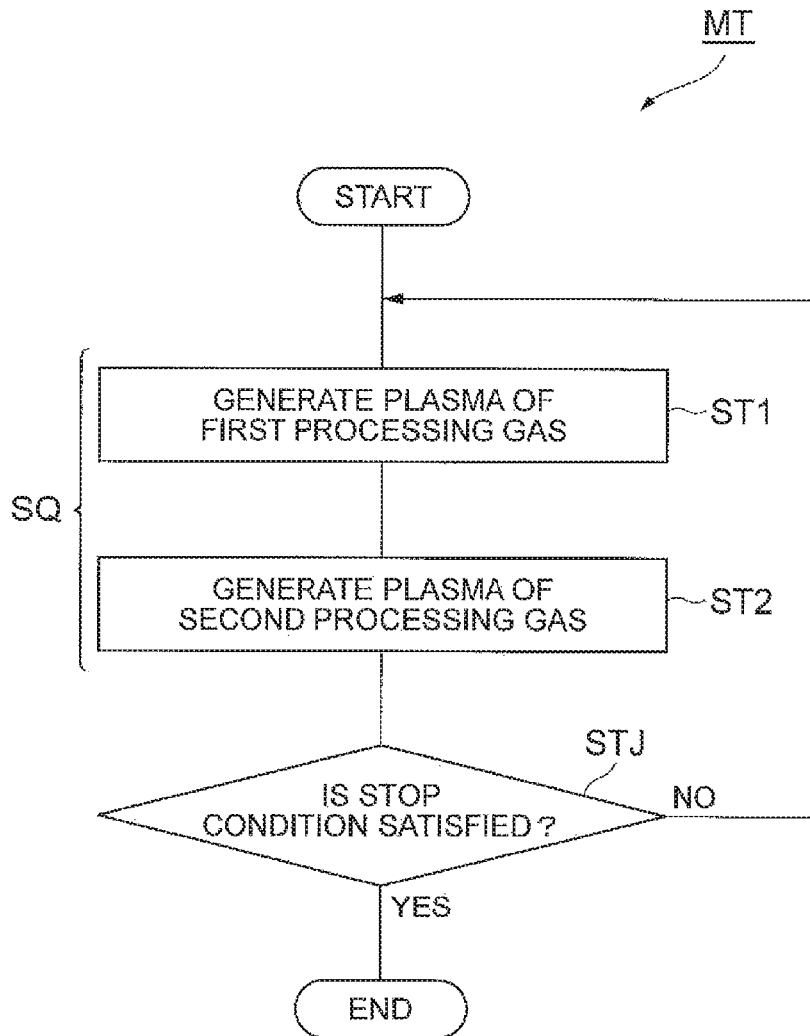 MT
START
GENERATE PLASMA OF
FIRST PROCESSING GAS
ST1
SQ
GENERATE PLASMA OF
SECOND PROCESSING GAS
ST2
STJ
IS STOP
CONDITION SATISFIED?
NO
YES
END